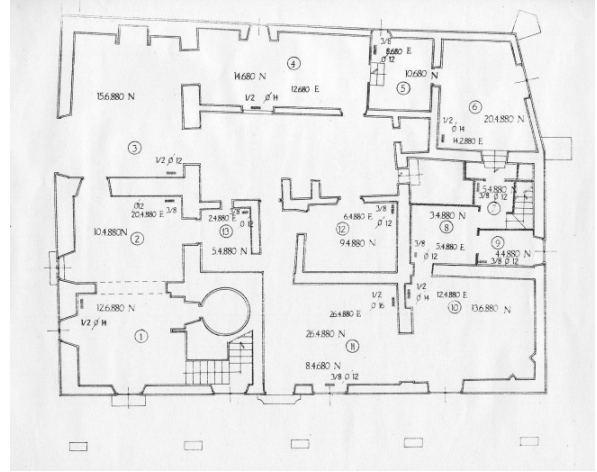 3/8
8.680 E
Ø 12
④
14.680 N
12.680 E
10.680 N
⑤
15.6.880 N
1/2 Ø 14
⑥
20.4.880 N
1/2
Ø 14
14.2.880 E
③
1/2 Ø 12
5.4.880 N
3/8 Ø 12
Ø12
20.4.880 E
3/8
2.4.880 E
3/8
Ø 12
6.4.880 E
3/8
Ø 12
3.4.880 N
⑧
10.4.880N
②
⑬
5.4.880 N
⑫
9.4.880 N
5.4.880 E
3/8
Ø 12
⑨
4.4.880 N
3/8 Ø 12
12.6.880 N
1/2 Ø 14
①
1/2
Ø 16
26.4.880 E
26.4.880 N
⑪
8.4.680 N
3/8 Ø 12
1/2
Ø 14
12.4.880 E
⑩
13.6.880 N